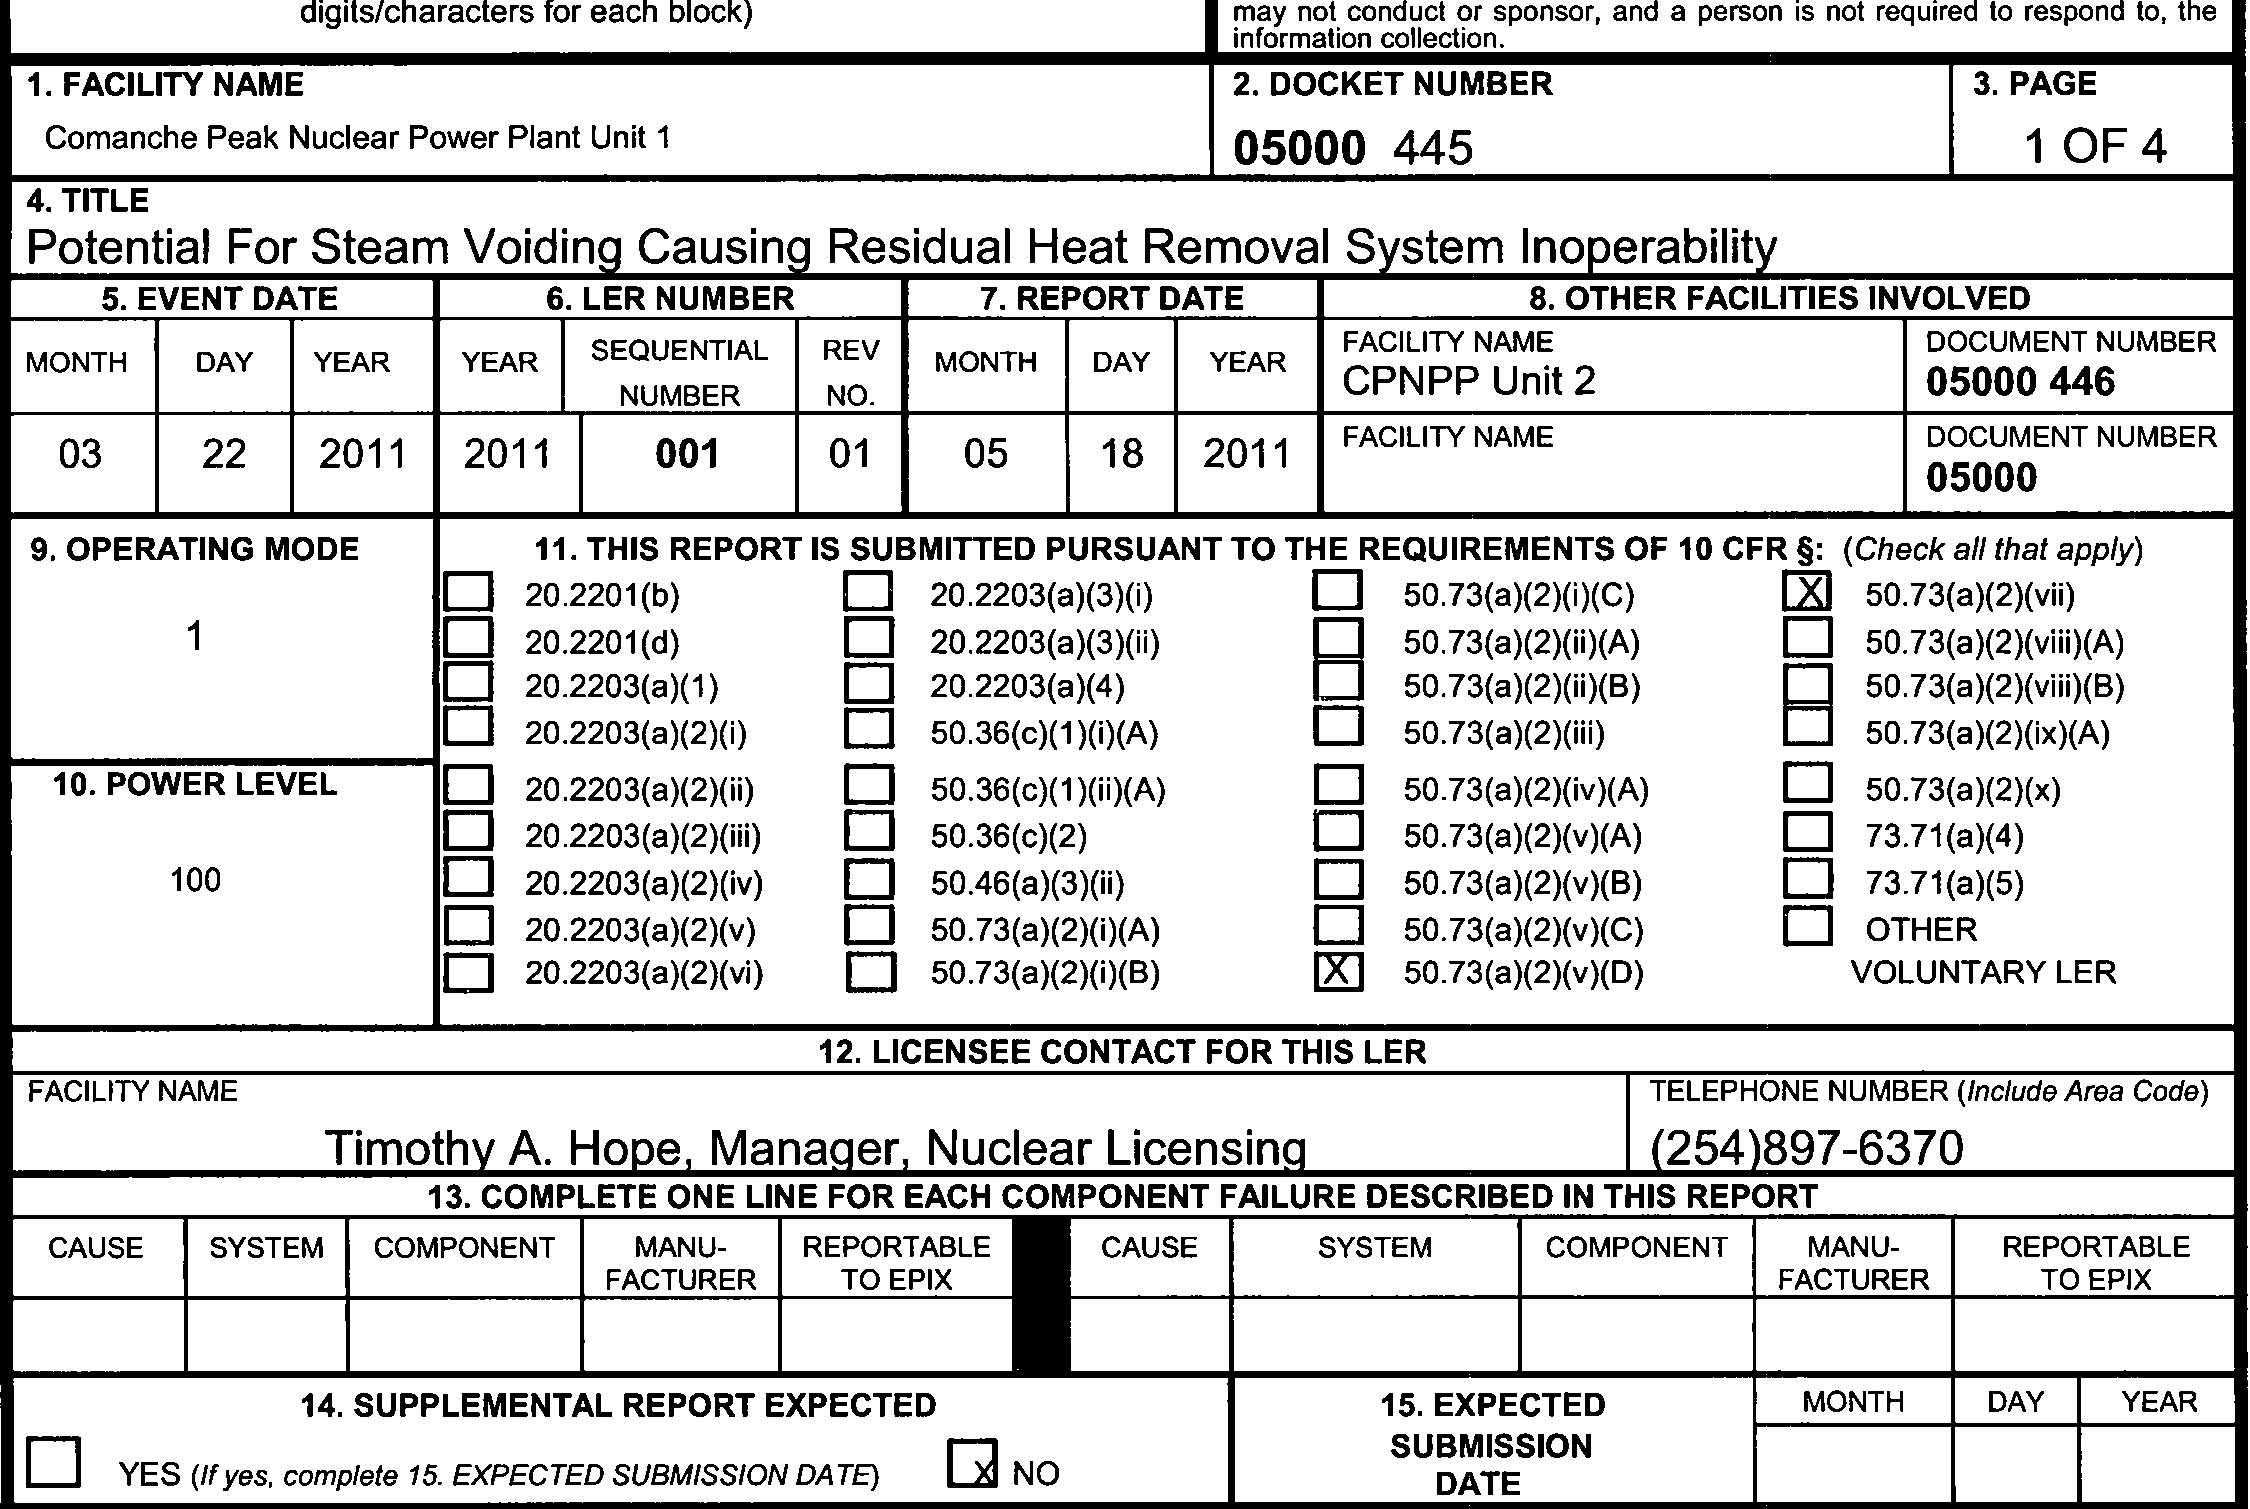 digits/characters for each block)
may not conduct or sponsor, and a person is not required to respond to, the
information collection.
1. FACILITY NAME
Comanche Peak Nuclear Power Plant Unit 1
2. DOCKET NUMBER
05000 445
3. PAGE
1 OF 4
4. TITLE
Potential For Steam Voiding Causing Residual Heat Removal System Inoperability
5. EVENT DATE
6. LER NUMBER
7. REPORT DATE
8. OTHER FACILITIES INVOLVED
MONTH DAY YEAR
YEAR SEQUENTIAL NUMBER REV NO.
MONTH DAY YEAR
FACILITY NAME
CPNPP Unit 2
DOCUMENT NUMBER
05000 446
03 22 2011
2011 001 01
05 18 2011
FACILITY NAME
DOCUMENT NUMBER
05000
9. OPERATING MODE
1
10. POWER LEVEL
100
11. THIS REPORT IS SUBMITTED PURSUANT TO THE REQUIREMENTS OF 10 CFR §: (Check all that apply)
20.2201(b) 20.2203(a)(3)(i) 50.73(a)(2)(i)(C) X 50.73(a)(2)(vii)
20.2201(d) 20.2203(a)(3)(ii) 50.73(a)(2)(ii)(A) 50.73(a)(2)(viii)(A)
20.2203(a)(1) 20.2203(a)(4) 50.73(a)(2)(ii)(B) 50.73(a)(2)(viii)(B)
20.2203(a)(2)(i) 50.36(c)(1)(i)(A) 50.73(a)(2)(iii) 50.73(a)(2)(ix)(A)
20.2203(a)(2)(ii) 50.36(c)(1)(ii)(A) 50.73(a)(2)(iv)(A) 50.73(a)(2)(x)
20.2203(a)(2)(iii) 50.36(c)(2) 50.73(a)(2)(v)(A) 73.71(a)(4)
20.2203(a)(2)(iv) 50.46(a)(3)(ii) 50.73(a)(2)(v)(B) 73.71(a)(5)
20.2203(a)(2)(v) 50.73(a)(2)(i)(A) 50.73(a)(2)(v)(C) OTHER
20.2203(a)(2)(vi) 50.73(a)(2)(i)(B) X 50.73(a)(2)(v)(D) VOLUNTARY LER
12. LICENSEE CONTACT FOR THIS LER
FACILITY NAME
Timothy A. Hope, Manager, Nuclear Licensing
TELEPHONE NUMBER (Include Area Code)
(254)897-6370
13. COMPLETE ONE LINE FOR EACH COMPONENT FAILURE DESCRIBED IN THIS REPORT
CAUSE SYSTEM COMPONENT MANU- REPORTABLE CAUSE SYSTEM COMPONENT MANU- REPORTABLE
FACTURER TO EPIX FACTURER TO EPIX
14. SUPPLEMENTAL REPORT EXPECTED
YES (If yes, complete 15. EXPECTED SUBMISSION DATE) X NO
15. EXPECTED
SUBMISSION
DATE
MONTH DAY YEAR